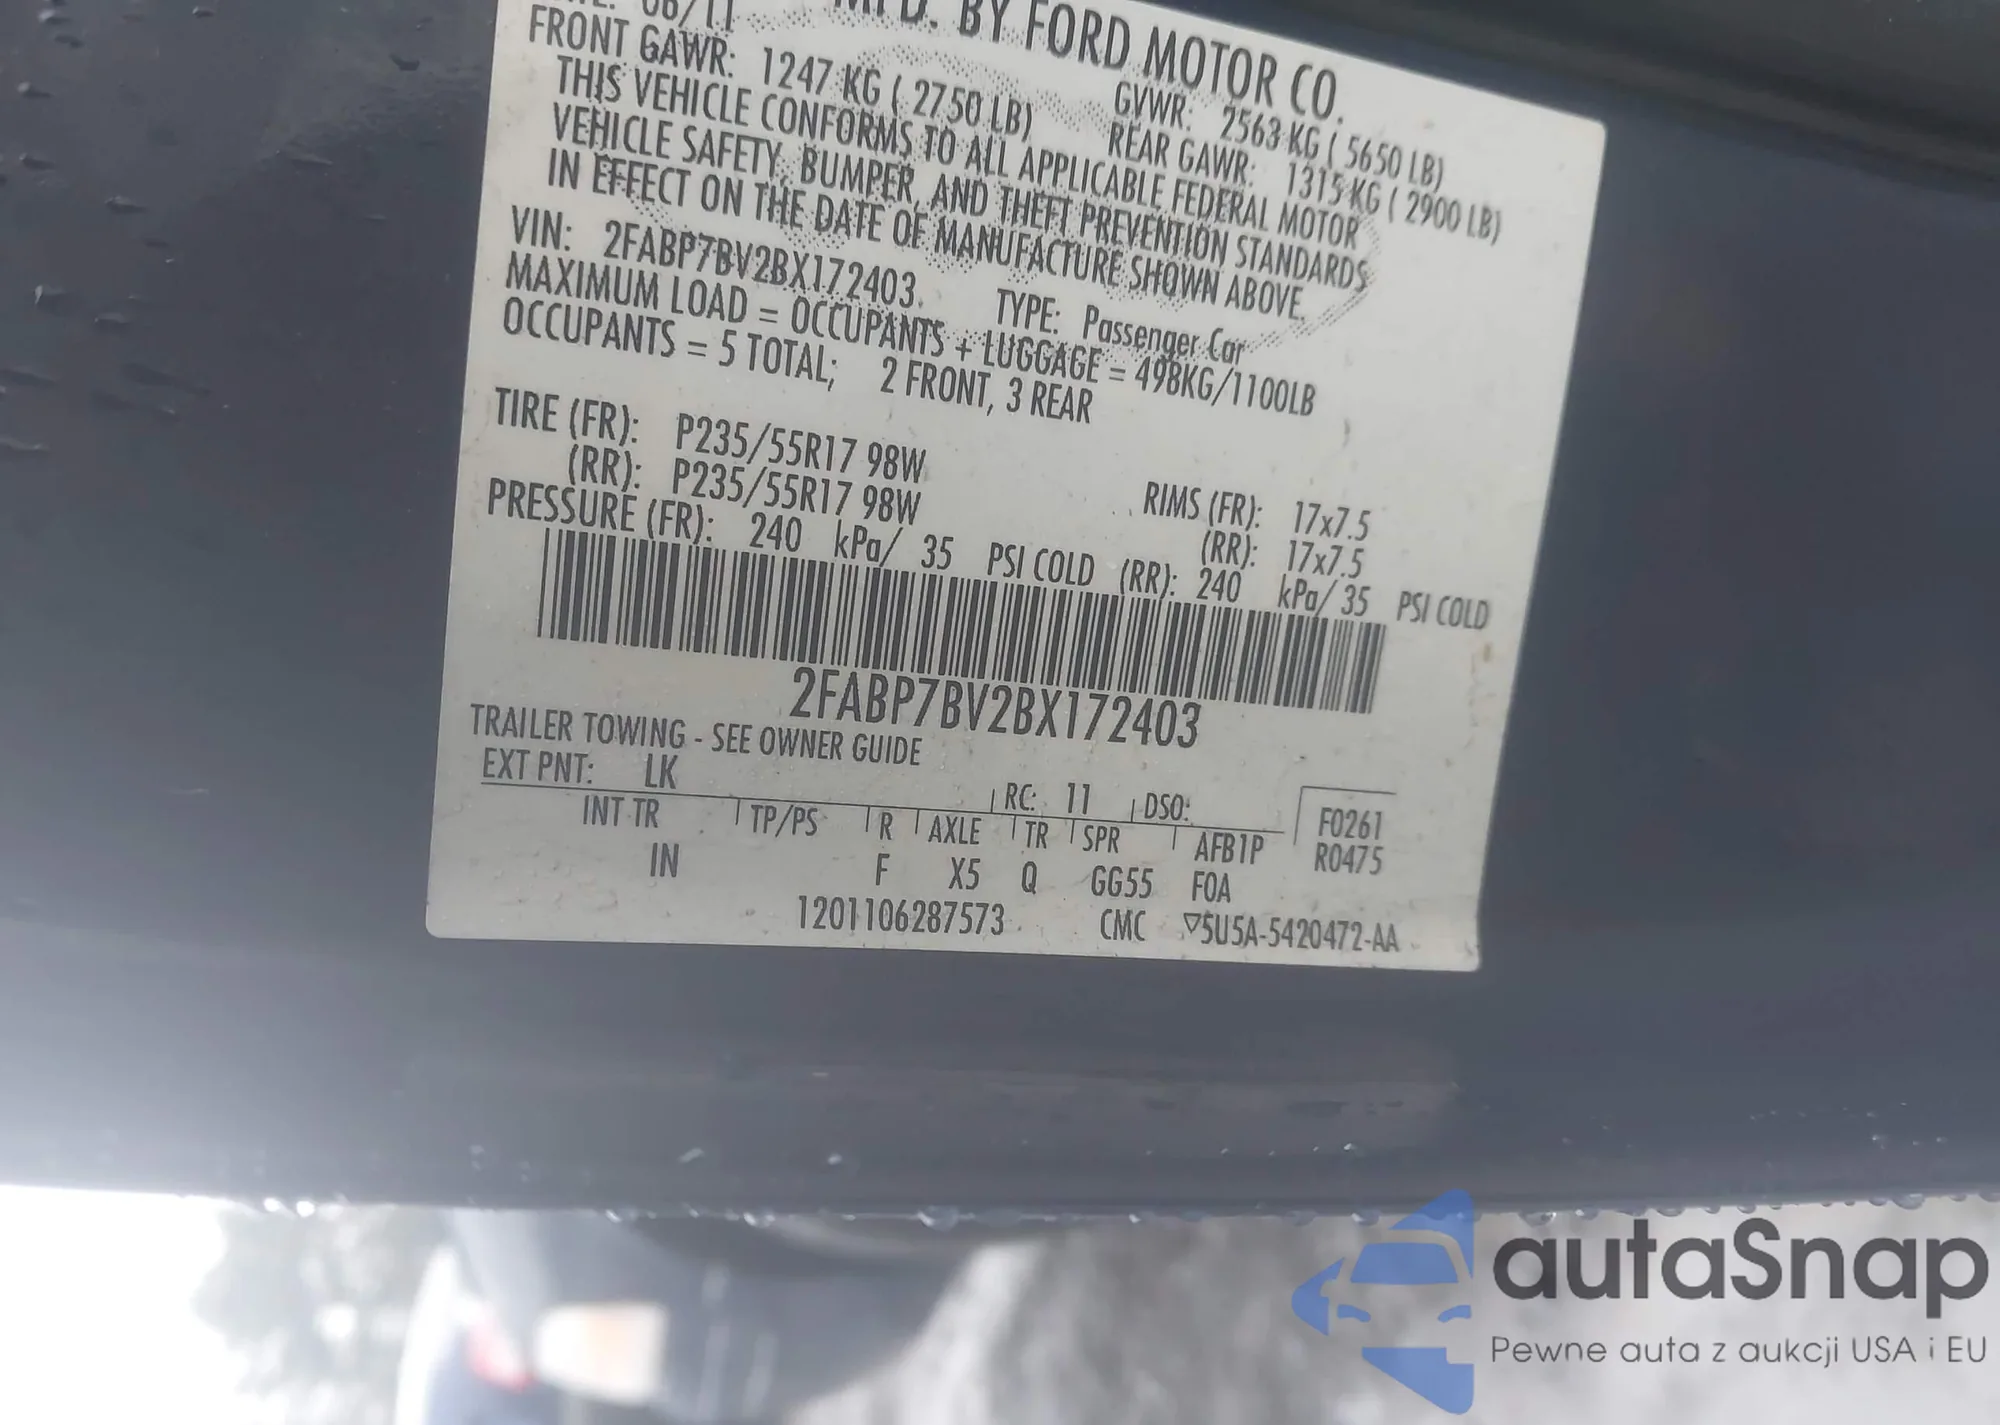 MFD. BY FORD MOTOR CO.
06/11
FRONT GAWR: 1247 KG ( 2750 LB)
GVWR: 2563 KG ( 5650 LB)
REAR GAWR: 1315 KG ( 2900 LB)
THIS VEHICLE CONFORMS TO ALL APPLICABLE FEDERAL MOTOR
VEHICLE SAFETY, BUMPER, AND THEFT PREVENTION STANDARDS
IN EFFECT ON THE DATE OF MANUFACTURE SHOWN ABOVE.
VIN: 2FABP7BV2BX172403
TYPE: Passenger Car
MAXIMUM LOAD = OCCUPANTS + LUGGAGE = 498KG/1100LB
OCCUPANTS = 5 TOTAL; 2 FRONT, 3 REAR
TIRE (FR): P235/55R17 98W
RIMS (FR): 17x7.5
(RR): P235/55R17 98W
(RR): 17x7.5
PRESSURE (FR): 240 kPa/ 35 PSI COLD (RR): 240 kPa/ 35 PSI COLD
2FABP7BV2BX172403
TRAILER TOWING - SEE OWNER GUIDE
EXT PNT: LK
RC: 11 DSO:
INT TR TP/PS R AXLE TR SPR AFB1P
F0261
R0475
IN F X5 Q GG55 F0A
1201106287573 CMC ▽5U5A-5420472-AA
autaSnap
Pewne auta z aukcji USA i EU